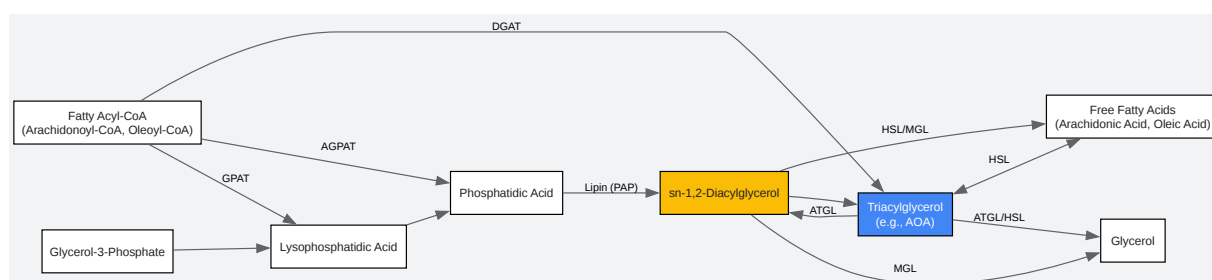 DGAT
Fatty Acyl-CoA
(Arachidonoyl-CoA, Oleoyl-CoA)
Free Fatty Acids
(Arachidonic Acid, Oleic Acid)
HSL/MGL
AGPAT
HSL
GPAT
Phosphatidic Acid
Lipin (PAP)
sn-1,2-Diacylglycerol
Triacylglycerol
(e.g., AOA)
ATGL
ATGL/HSL
Glycerol-3-Phosphate
Lysophosphatidic Acid
Glycerol
MGL